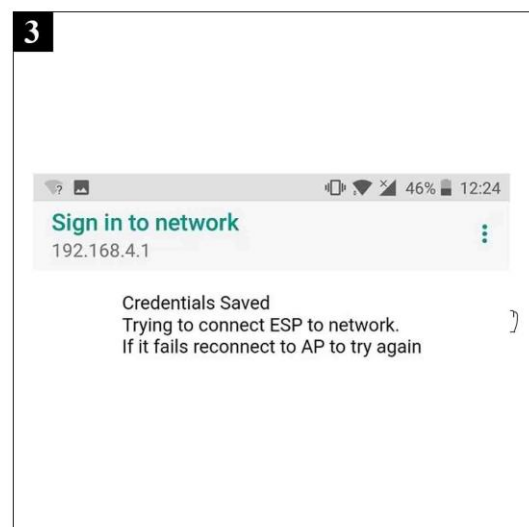 3
46% 12:24
Sign in to network
192.168.4.1
Credentials Saved
Trying to connect ESP to network.
If it fails reconnect to AP to try again